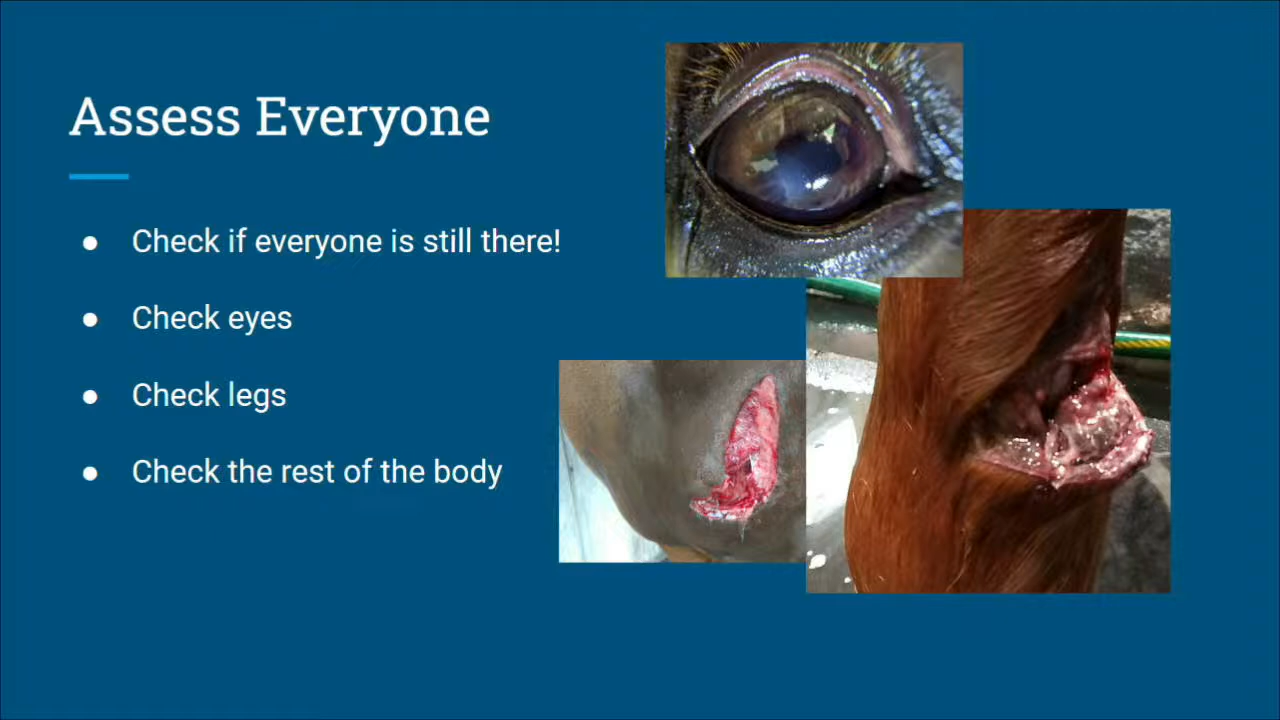 Assess Everyone
● Check if everyone is still there!
● Check eyes
● Check legs
● Check the rest of the body